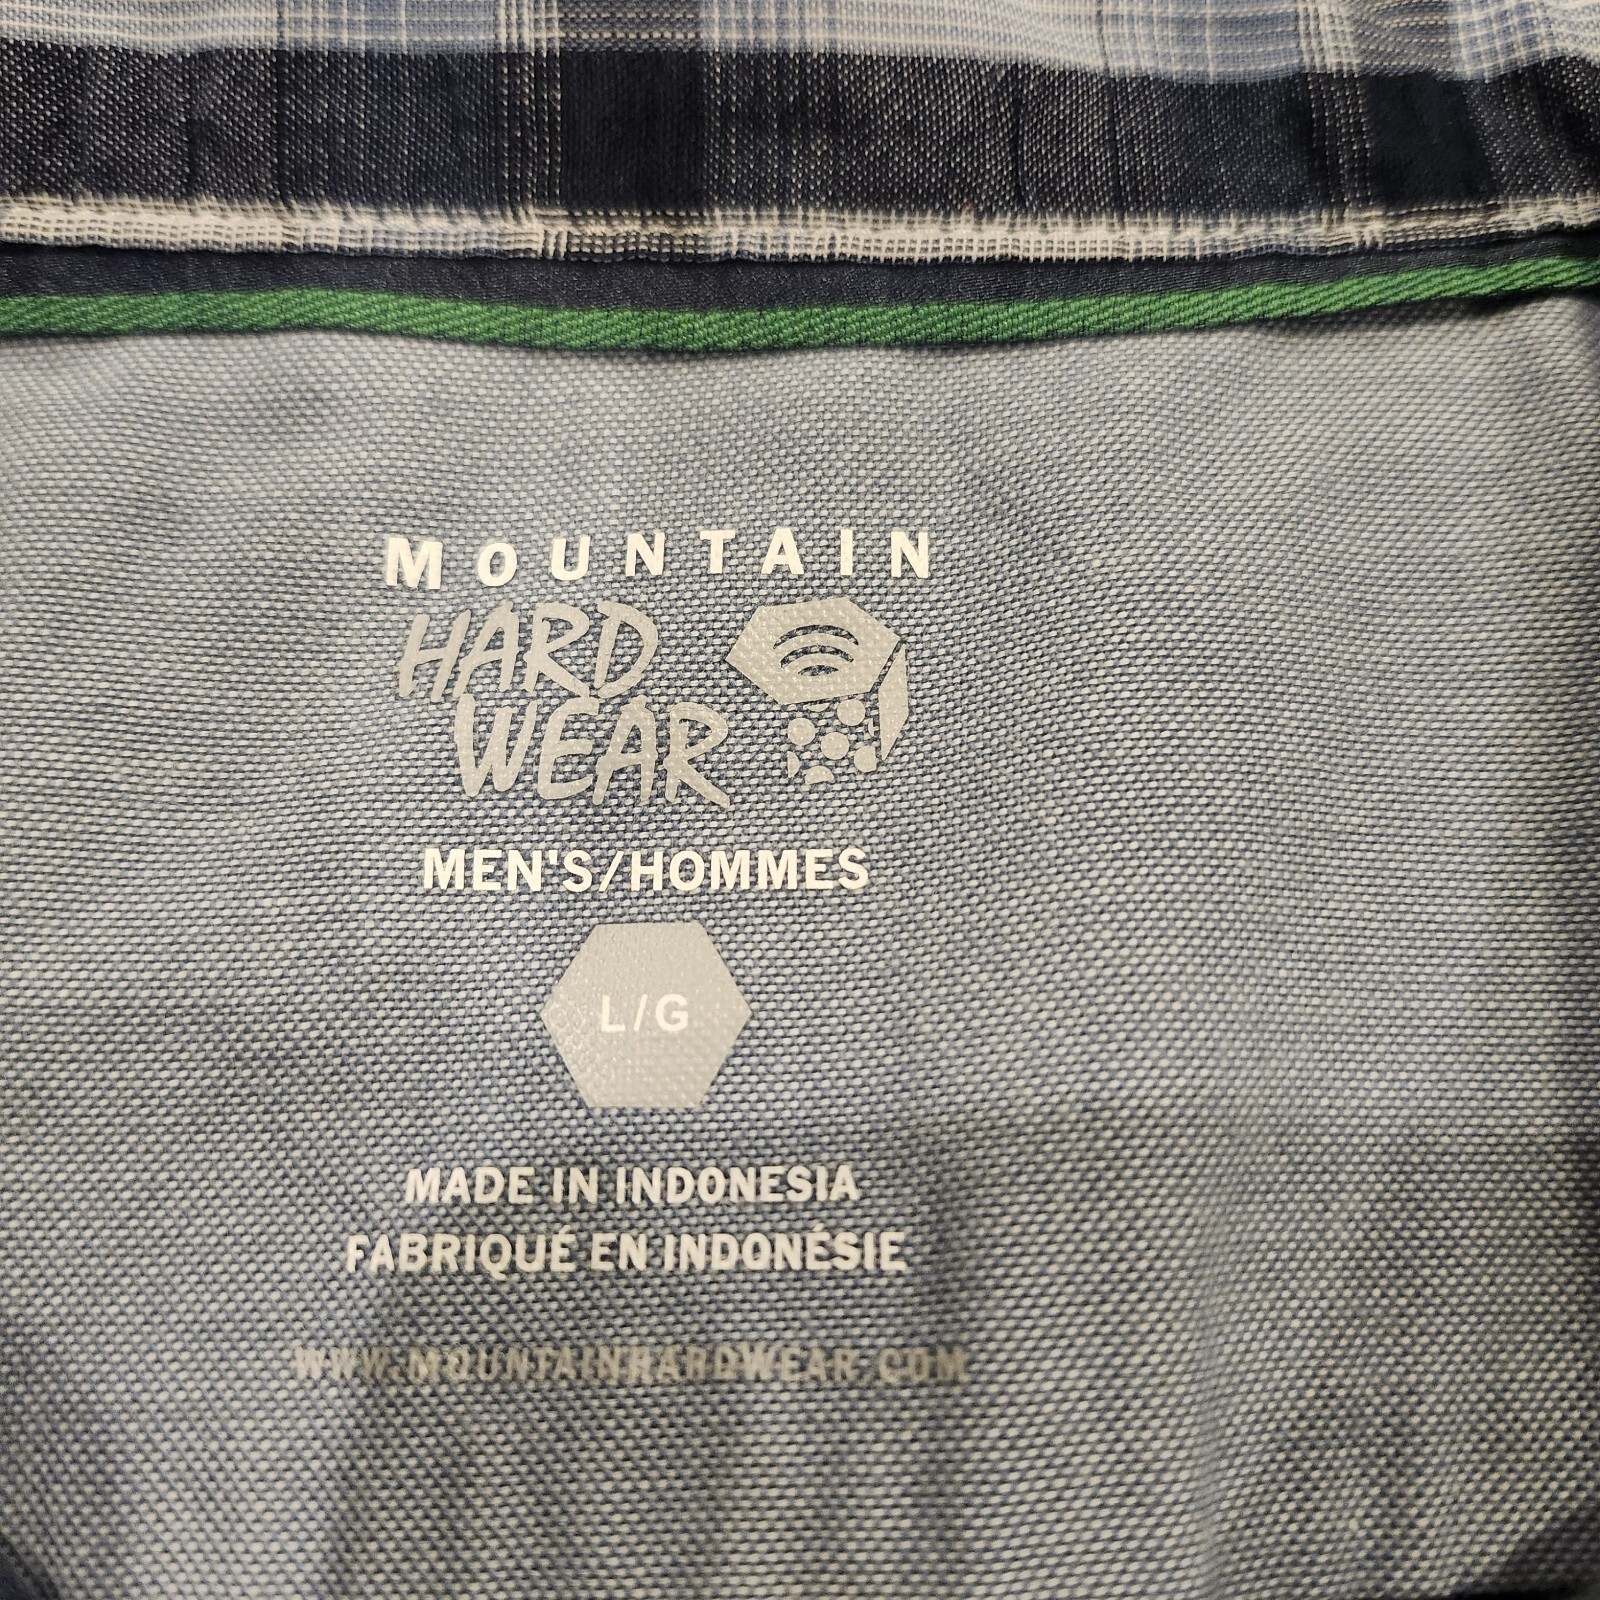 MOUNTAIN
HARD
WEAR
MEN'S/HOMMES
L/G
MADE IN INDONESIA
FABRIQUÉ EN INDONÉSIE
WWW.MOUNTAINHARDWEAR.COM